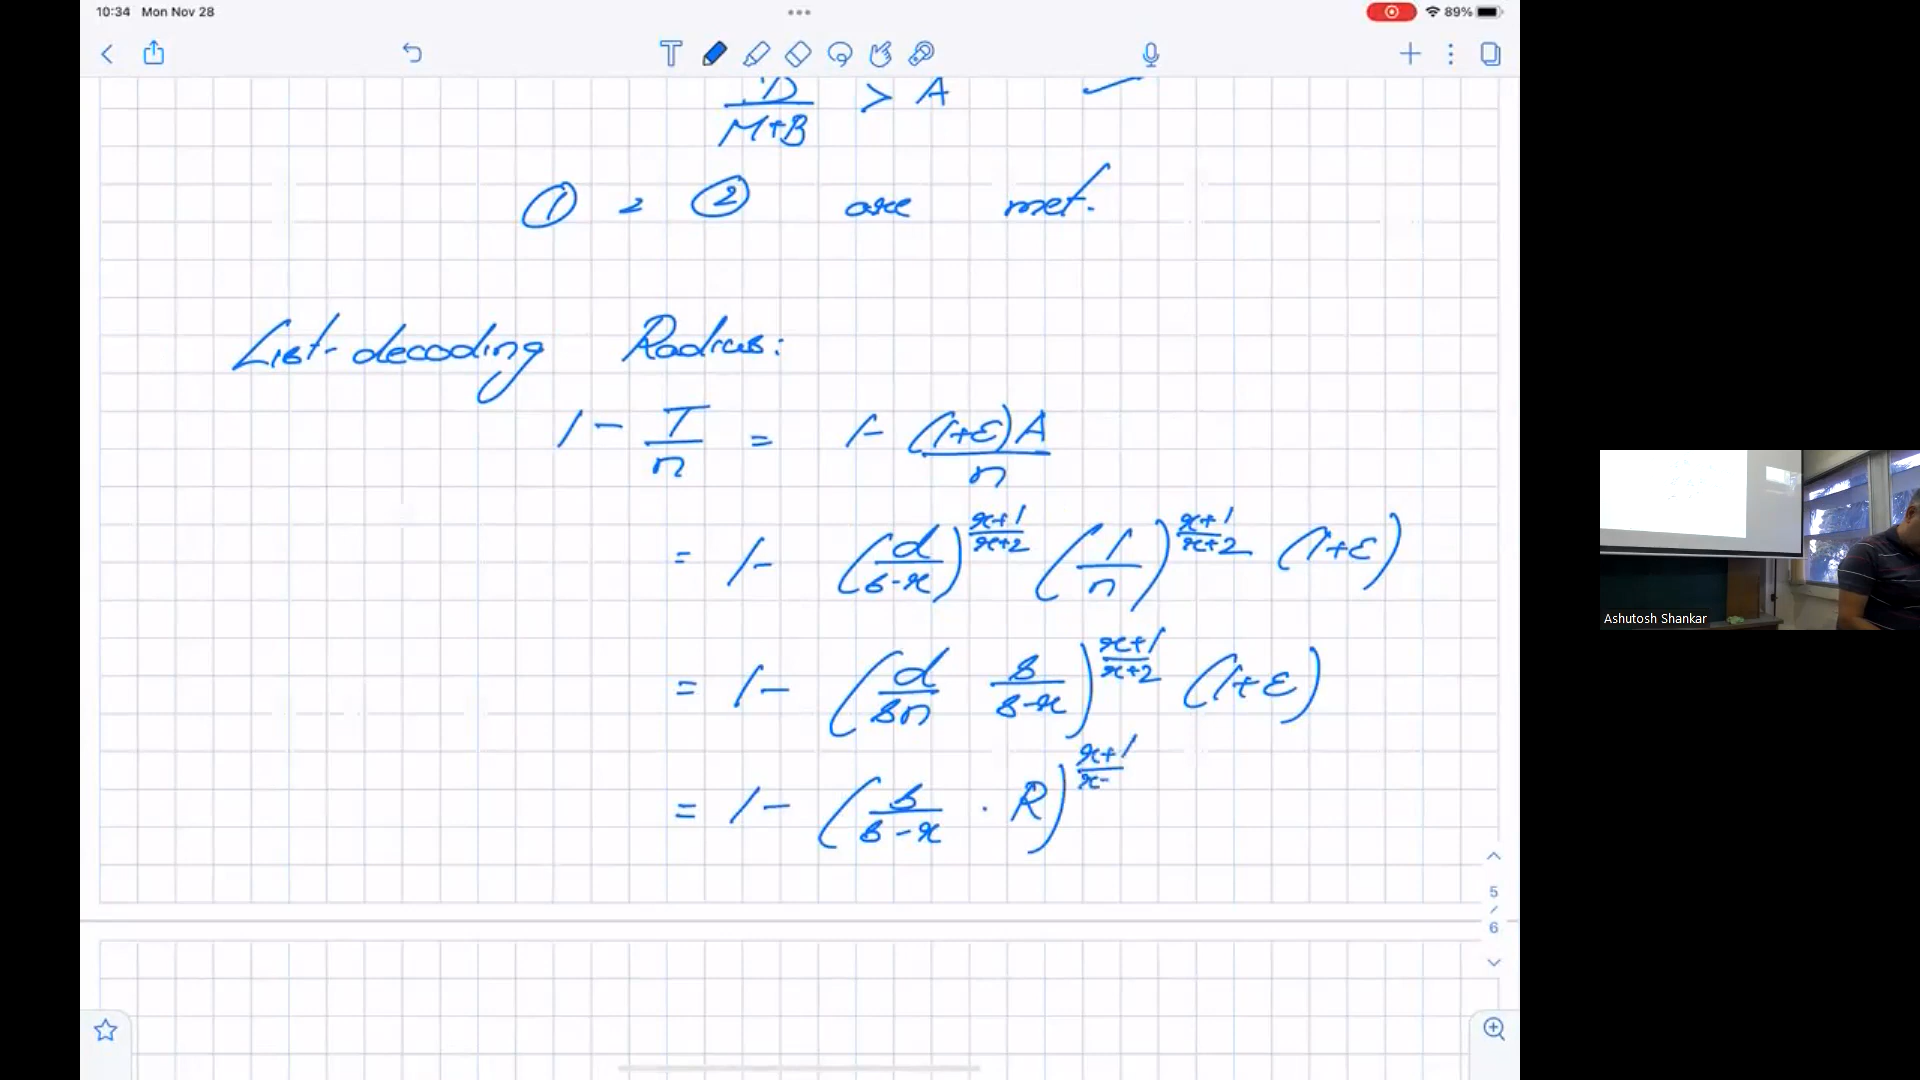 10:34 Mon Nov 28
89%
D/(M+B) > A ✓
① & ② are met.
List-decoding Radius:
1 - T/n = 1 - (1+ε)A/n
= 1 - (d/(s-r))^((r+1)/(r+2)) (1/n)^((r+1)/(r+2)) (1+ε)
= 1 - (d/(sn) s/(s-r))^((r+1)/(r+2)) (1+ε)
= 1 - (s/(s-r) · R)^((r+1)/(r-
5
/
6
Ashutosh Shankar